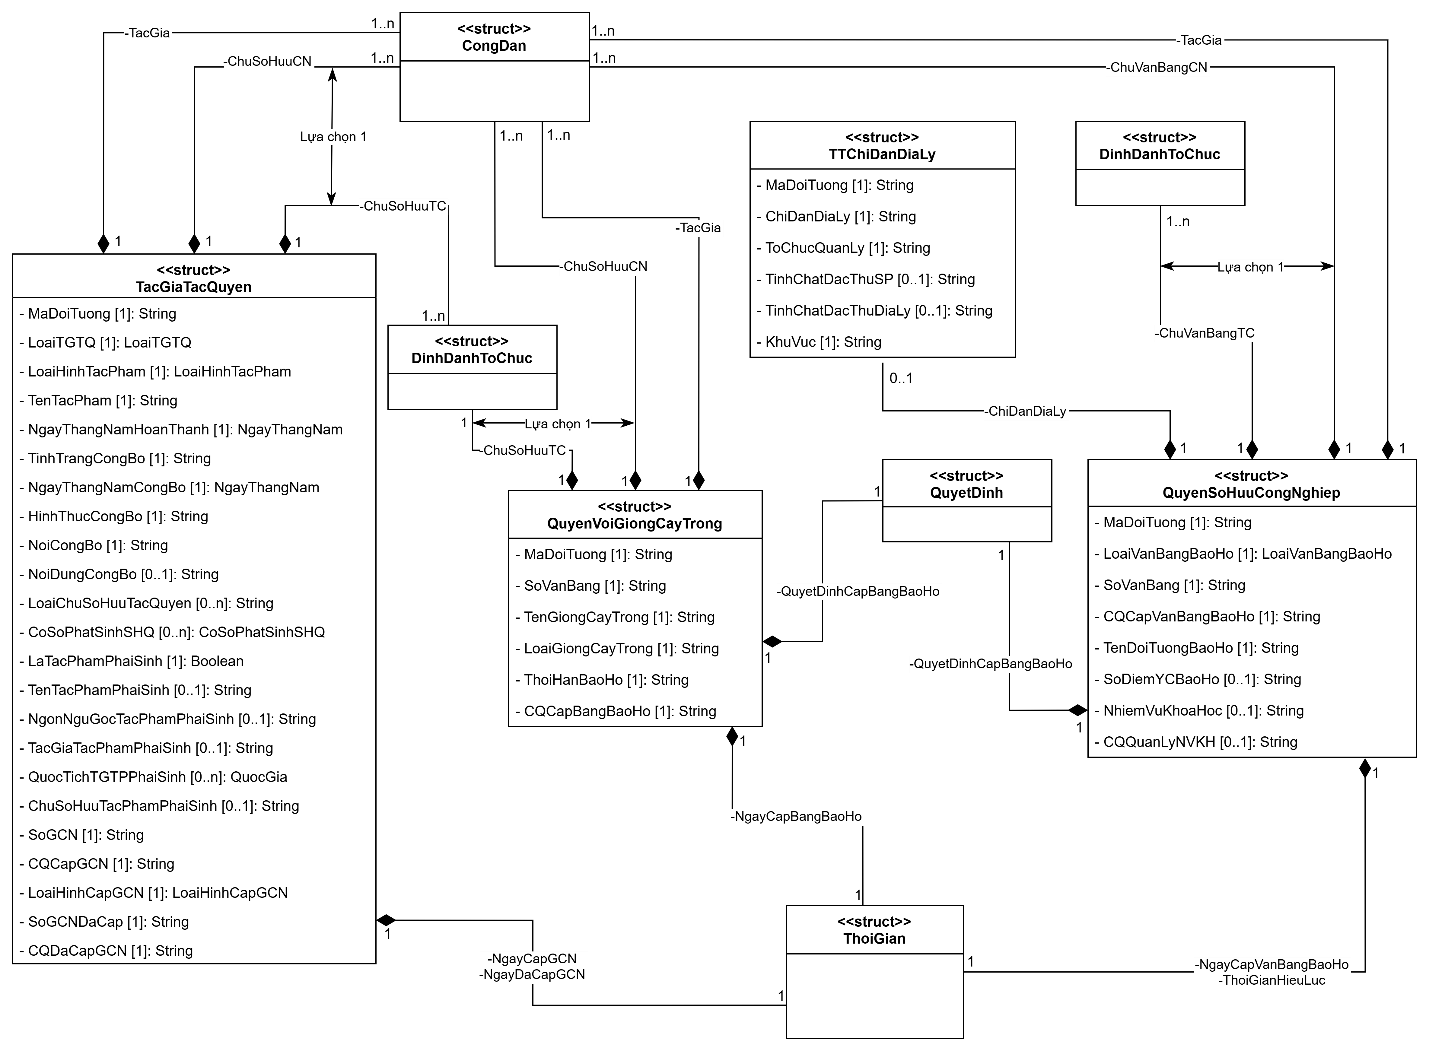 <<struct>>
CongDan
1..n
1..n
1..n
1..n
1..n
1..n
-TacGia
-ChuSoHuuCN
-TacGia
-ChuVanBangCN
Lựa chọn 1
-ChuSoHuuTC
-TacGia
-ChuSoHuuCN
1
1
1
<<struct>>
TacGiaTacQuyen
- MaDoiTuong [1]: String
- LoaiTGTQ [1]: LoaiTGTQ
- LoaiHinhTacPham [1]: LoaiHinhTacPham
- TenTacPham [1]: String
- NgayThangNamHoanThanh [1]: NgayThangNam
- TinhTrangCongBo [1]: String
- NgayThangNamCongBo [1]: NgayThangNam
- HinhThucCongBo [1]: String
- NoiCongBo [1]: String
- NoiDungCongBo [0..1]: String
- LoaiChuSoHuuTacQuyen [0..n]: String
- CoSoPhatSinhSHQ [0..n]: CoSoPhatSinhSHQ
- LaTacPhamPhaiSinh [1]: Boolean
- TenTacPhamPhaiSinh [0..1]: String
- NgonNguGocTacPhamPhaiSinh [0..1]: String
- TacGiaTacPhamPhaiSinh [0..1]: String
- QuocTichTGTPPhaiSinh [0..n]: QuocGia
- ChuSoHuuTacPhamPhaiSinh [0..1]: String
- SoGCN [1]: String
- CQCapGCN [1]: String
- LoaiHinhCapGCN [1]: LoaiHinhCapGCN
- SoGCNDaCap [1]: String
- CQDaCapGCN [1]: String
1
1..n
<<struct>>
DinhDanhToChuc
1
Lựa chọn 1
-ChuSoHuuTC
1
1
1
<<struct>>
QuyenVoiGiongCayTrong
- MaDoiTuong [1]: String
- SoVanBang [1]: String
- TenGiongCayTrong [1]: String
- LoaiGiongCayTrong [1]: String
- ThoiHanBaoHo [1]: String
- CQCapBangBaoHo [1]: String
1
1
<<struct>>
TTChiDanDiaLy
- MaDoiTuong [1]: String
- ChiDanDiaLy [1]: String
- ToChucQuanLy [1]: String
- TinhChatDacThuSP [0..1]: String
- TinhChatDacThuDiaLy [0..1]: String
- KhuVuc [1]: String
0..1
-ChiDanDiaLy
<<struct>>
DinhDanhToChuc
1..n
Lựa chọn 1
-ChuVanBangTC
1
<<struct>>
QuyetDinh
1
-QuyetDinhCapBangBaoHo
-QuyetDinhCapBangBaoHo
1
1
1
1
1
<<struct>>
QuyenSoHuuCongNghiep
- MaDoiTuong [1]: String
- LoaiVanBangBaoHo [1]: LoaiVanBangBaoHo
- SoVanBang [1]: String
- CQCapVanBangBaoHo [1]: String
- TenDoiTuongBaoHo [1]: String
- SoDiemYCBaoHo [0..1]: String
- NhiemVuKhoaHoc [0..1]: String
- CQQuanLyNVKH [0..1]: String
1
1
-NgayCapBangBaoHo
1
<<struct>>
ThoiGian
1
1
-NgayCapGCN
-NgayDaCapGCN
-NgayCapVanBangBaoHo
-ThoiGianHieuLuc